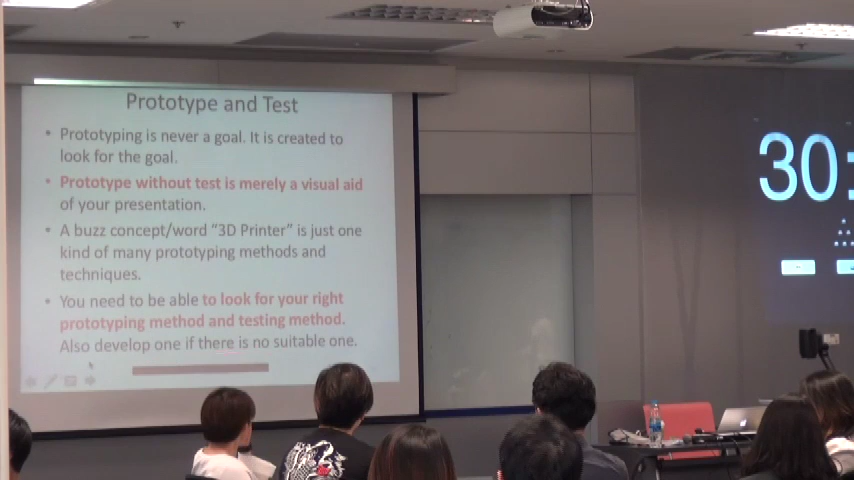 Prototype and Test
• Prototyping is never a goal. It is created to
look for the goal.
• Prototype without test is merely a visual aid
of your presentation.
• A buzz concept/word “3D Printer” is just one
kind of many prototyping methods and
techniques.
• You need to be able to look for your right
prototyping method and testing method.
Also develop one if there is no suitable one.
30: